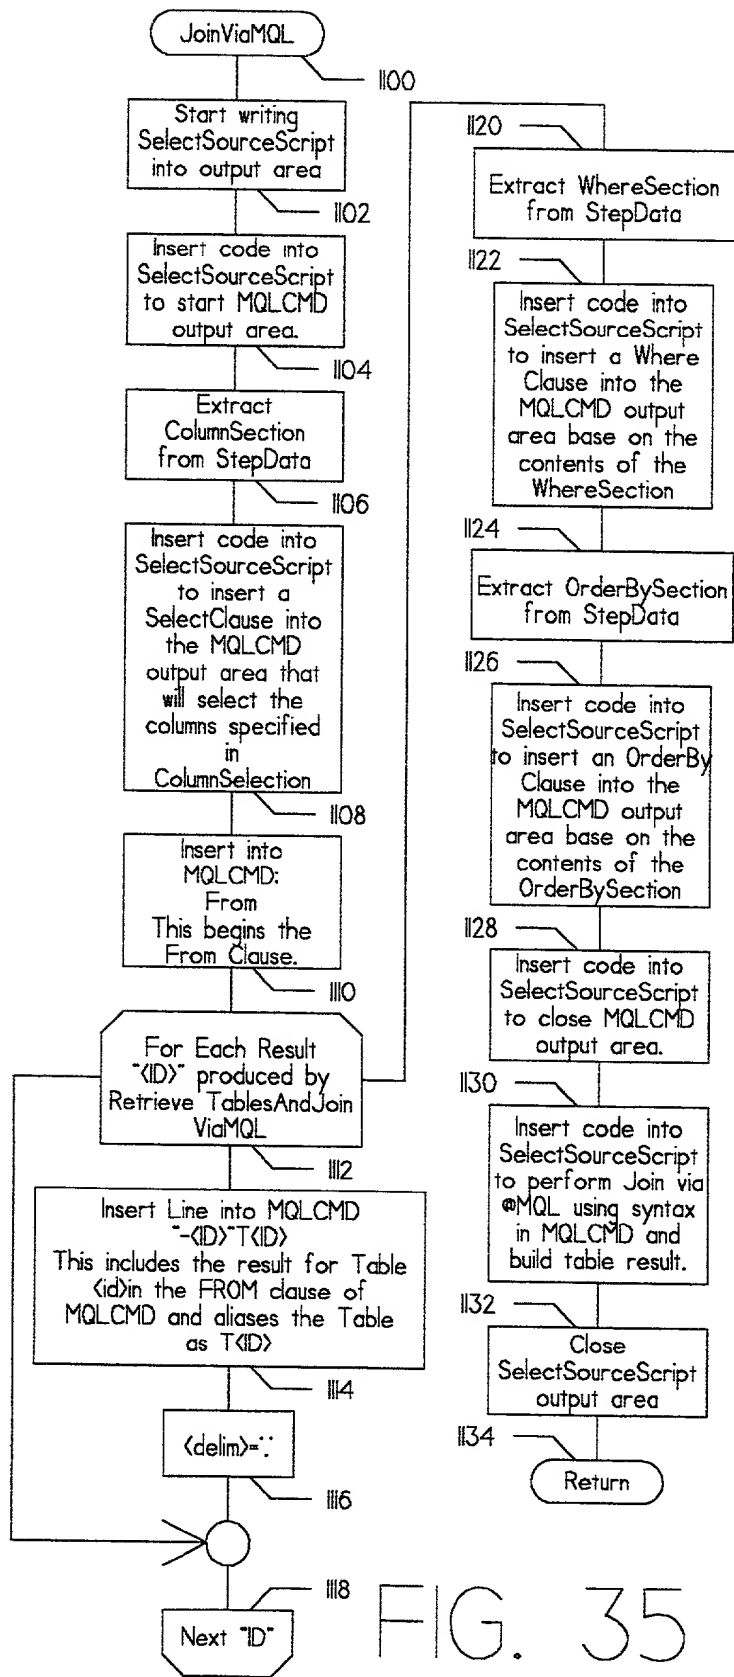 JoinViaMQL
1100
Start writing
SelectSourceScript
into output area
1102
Insert code into
SelectSourceScript
to start MQLCMD
output area.
1104
Extract
ColumnSection
from StepData
1106
Insert code into
SelectSourceScript
to insert a
SelectClause into
the MQLCMD
output area that
will select the
columns specified
in
ColumnSelection
1108
Insert into
MQLCMD:
From
This begins the
From Clause.
1110
For Each Result
"<ID>" produced by
Retrieve TablesAndJoin
ViaMQL
1112
Insert Line into MQLCMD
"-<ID>"T<ID>
This includes the result for Table
<id>in the FROM clause of
MQLCMD and aliases the Table
as T<ID>
1114
<delim>=","
1116
1118
Next "ID"
1120
Extract WhereSection
from StepData
1122
Insert code into
SelectSourceScript
to insert a Where
Clause into the
MQLCMD output
area base on the
contents of the
WhereSection
1124
Extract OrderBySection
from StepData
1126
Insert code into
SelectSourceScript
to insert an OrderBy
Clause into the
MQLCMD output
area base on the
contents of the
OrderBySection
1128
Insert code into
SelectSourceScript
to close MQLCMD
output area.
1130
Insert code into
SelectSourceScript
to perform Join via
@MQL using syntax
in MQLCMD and
build table result.
1132
Close
SelectSourceScript
output area
1134
Return
FIG. 35